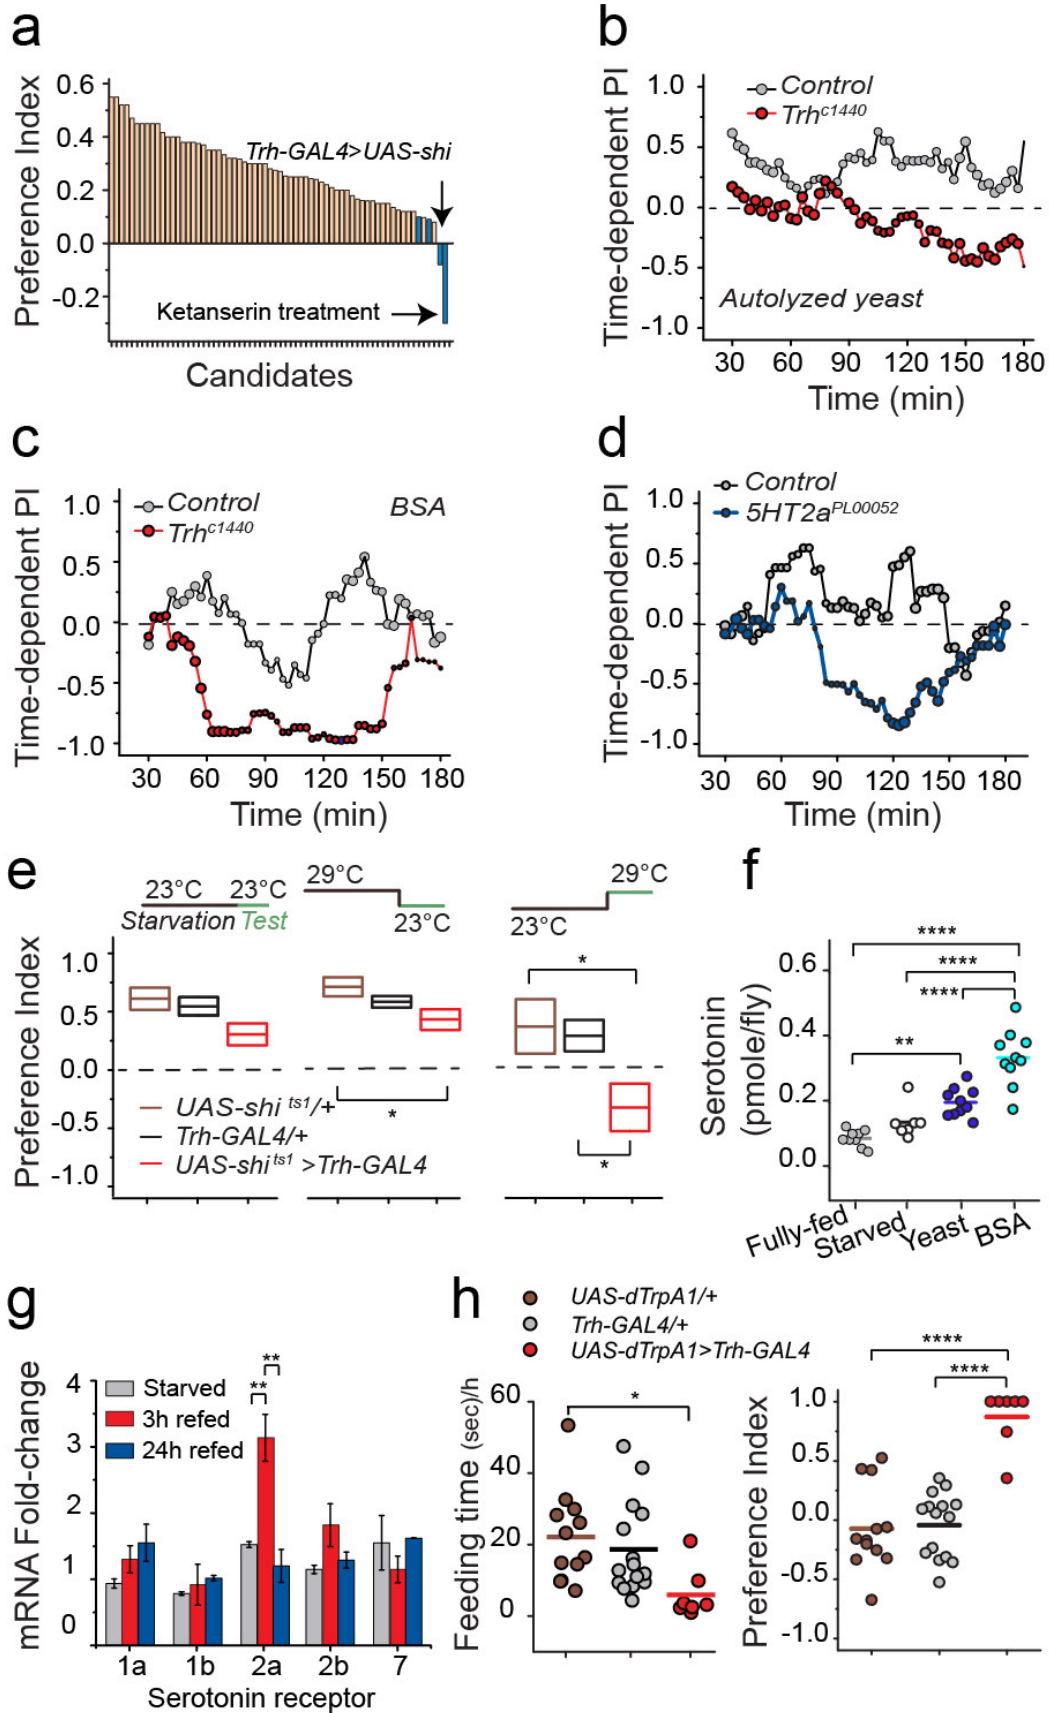 a
Preference Index
0.6
0.4
0.2
0.0
-0.2
Trh-GAL4>UAS-shi
Ketanserin treatment
Candidates
b
Time-dependent PI
1.0
0.5
0.0
-0.5
-1.0
Control
Trhc1440
Autolyzed yeast
30 60 90 120 150 180
Time (min)
c
Time-dependent PI
1.0
0.5
0.0
-0.5
-1.0
Control
Trhc1440
BSA
30 60 90 120 150 180
Time (min)
d
Time-dependent PI
1.0
0.5
0.0
-0.5
-1.0
Control
5HT2aPL00052
30 60 90 120 150 180
Time (min)
e
23°C 23°C
Starvation Test
29°C
23°C
29°C
23°C
Preference Index
1.0
0.5
0.0
-0.5
-1.0
*
*
*
UAS-shi ts1/+
Trh-GAL4/+
UAS-shi ts1 >Trh-GAL4
f
Serotonin
(pmole/fly)
0.6
0.4
0.2
0.0
****
****
****
**
Fully-fed
Starved
Yeast
BSA
g
mRNA Fold-change
4
3
2
1
0
Starved
3h refed
24h refed
**
**
1a 1b 2a 2b 7
Serotonin receptor
h
UAS-dTrpA1/+
Trh-GAL4/+
UAS-dTrpA1>Trh-GAL4
Feeding time (sec)/h
60
40
20
0
*
Preference Index
1.0
0.5
0.0
-0.5
-1.0
****
****